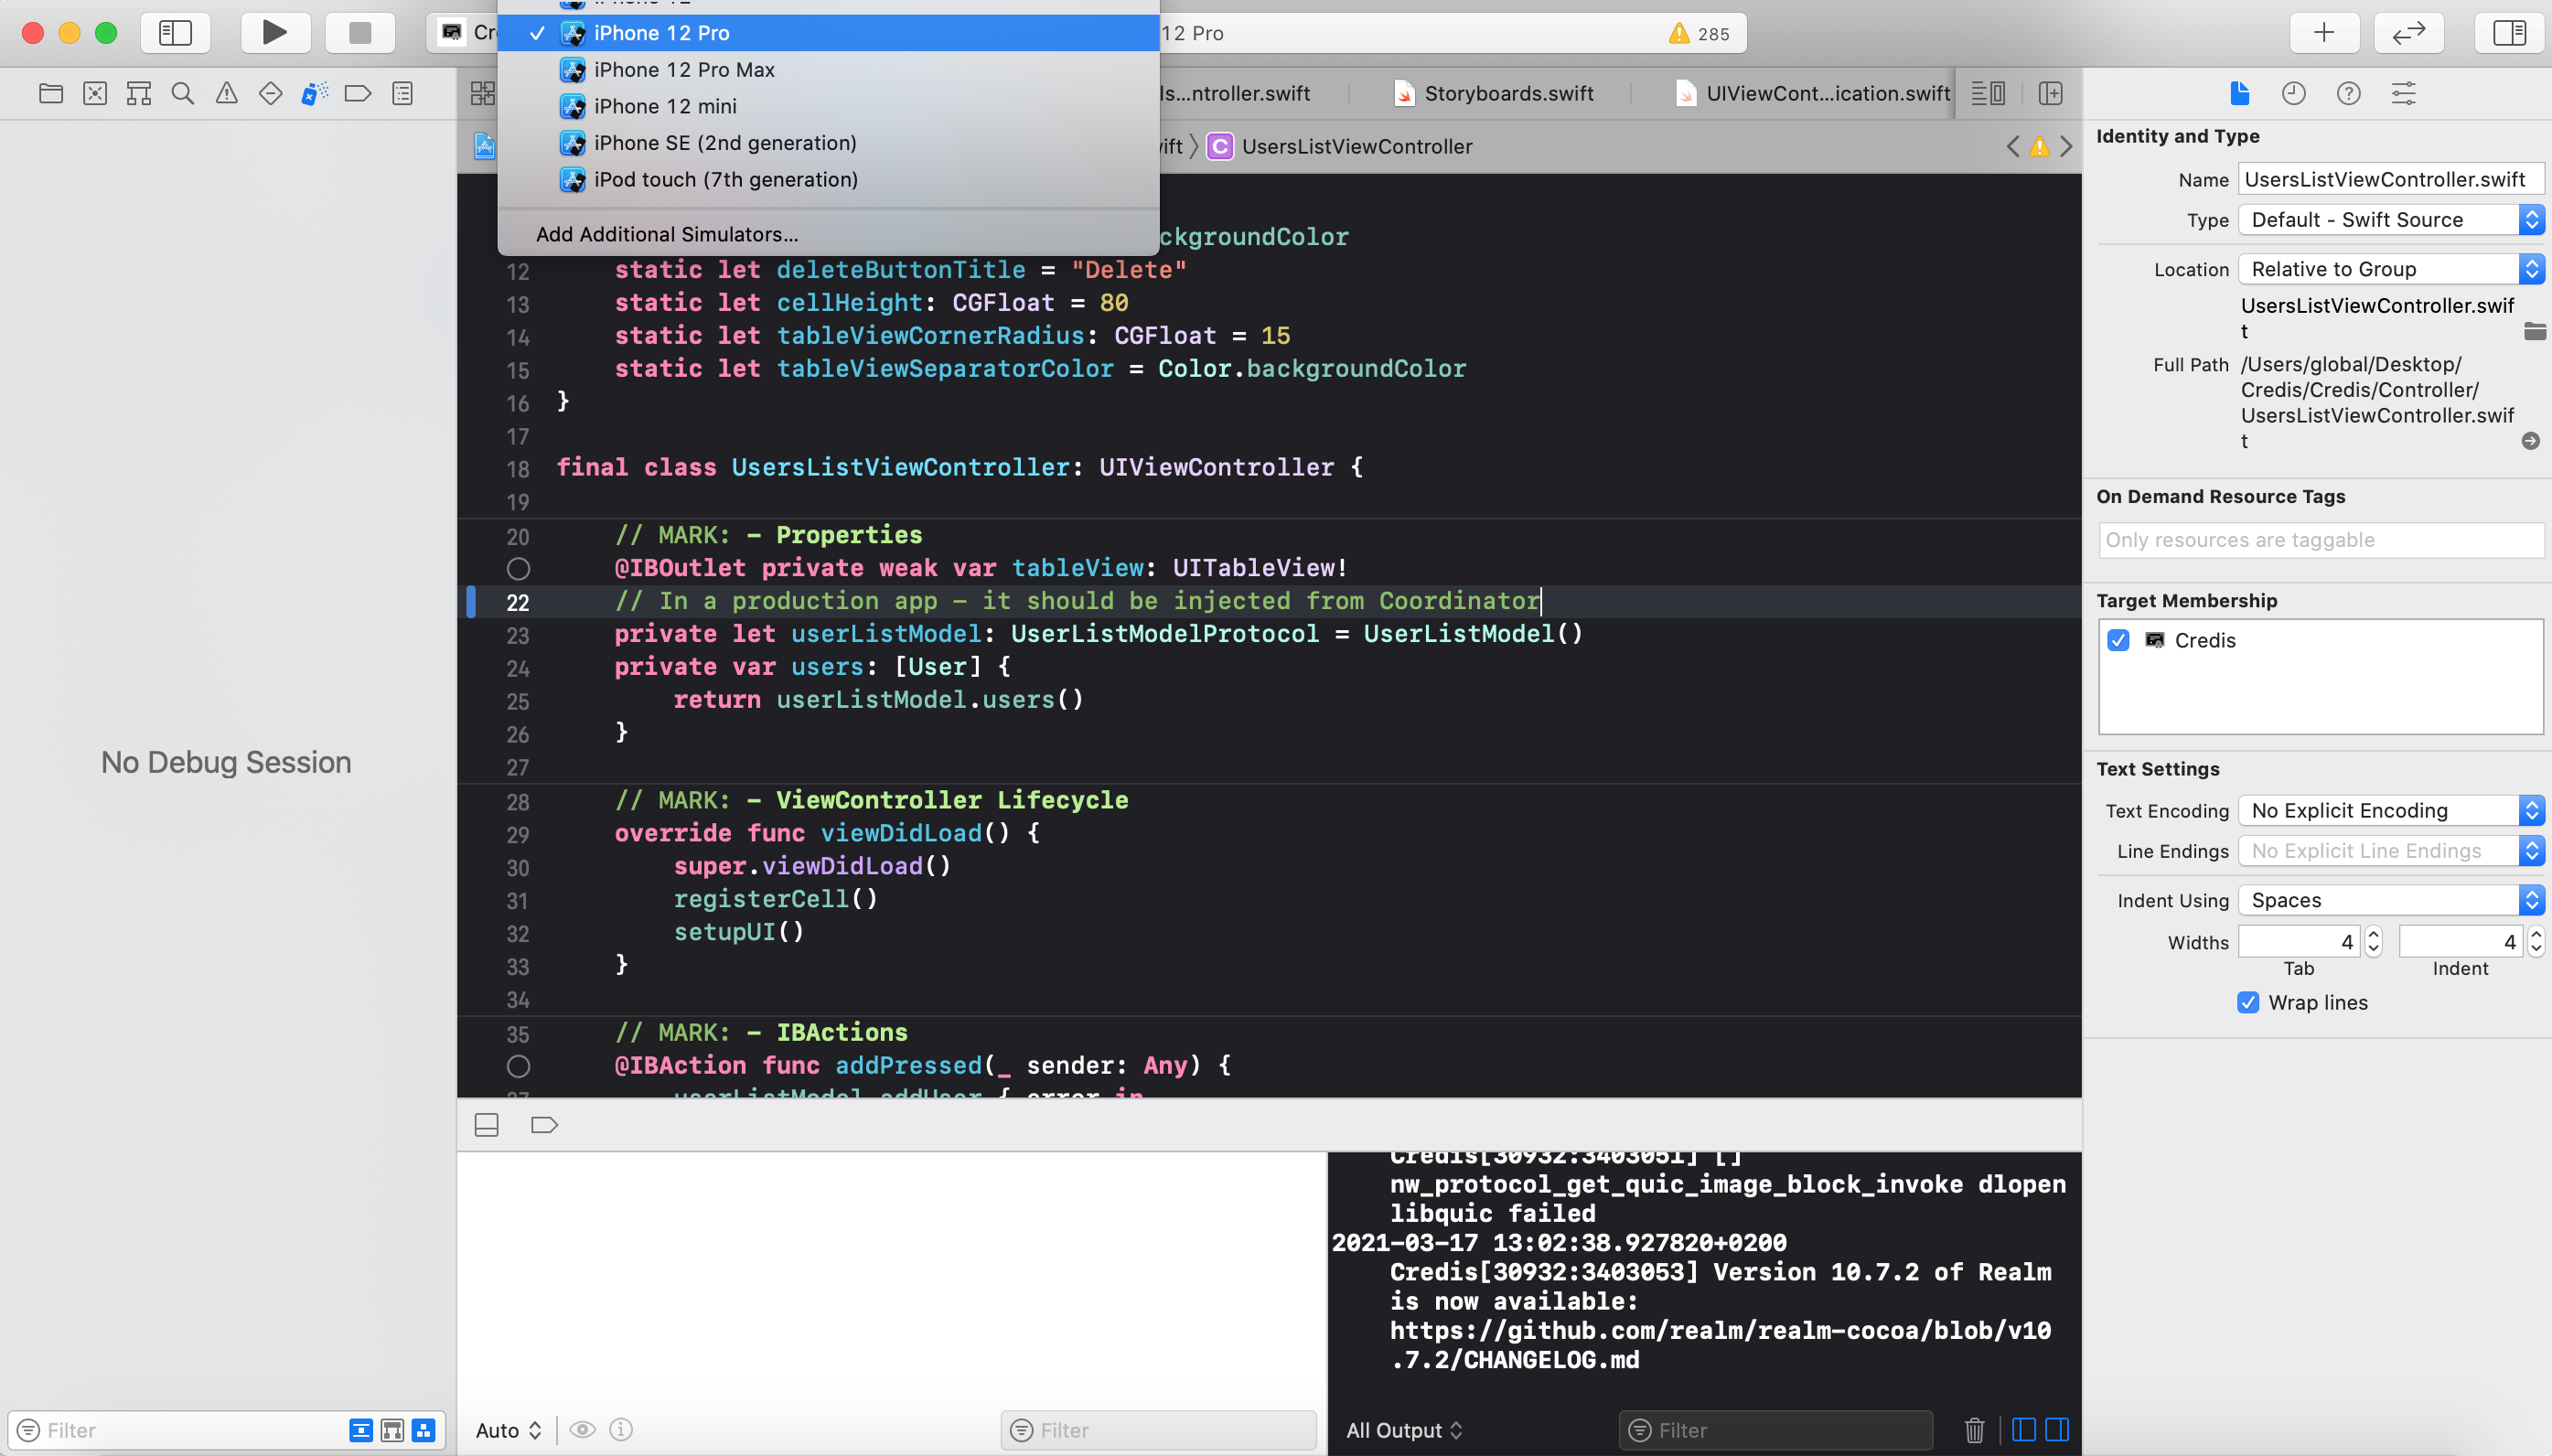 iPhone 12
Cr
✓ iPhone 12 Pro
12 Pro
285
iPhone 12 Pro Max
iPhone 12 mini
iPhone SE (2nd generation)
iPod touch (7th generation)
Add Additional Simulators...
ls...ntroller.swift
Storyboards.swift
UIViewCont...ication.swift
ift
C UsersListViewController
ckgroundColor
12 static let deleteButtonTitle = "Delete"
13 static let cellHeight: CGFloat = 80
14 static let tableViewCornerRadius: CGFloat = 15
15 static let tableViewSeparatorColor = Color.backgroundColor
16 }
17
18 final class UsersListViewController: UIViewController {
19
20 // MARK: - Properties
@IBOutlet private weak var tableView: UITableView!
22 // In a production app - it should be injected from Coordinator
23 private let userListModel: UserListModelProtocol = UserListModel()
24 private var users: [User] {
25 return userListModel.users()
26 }
27
28 // MARK: - ViewController Lifecycle
29 override func viewDidLoad() {
30 super.viewDidLoad()
31 registerCell()
32 setupUI()
33 }
34
35 // MARK: - IBActions
@IBAction func addPressed(_ sender: Any) {
37 userListModel.addUser { error in
No Debug Session
Filter
Auto
Filter
Credis[30932:3403051] []
nw_protocol_get_quic_image_block_invoke dlopen
libquic failed
2021-03-17 13:02:38.927820+0200
Credis[30932:3403053] Version 10.7.2 of Realm
is now available:
https://github.com/realm/realm-cocoa/blob/v10
.7.2/CHANGELOG.md
All Output
Filter
Identity and Type
Name UsersListViewController.swift
Type Default - Swift Source
Location Relative to Group
UsersListViewController.swif
t
Full Path /Users/global/Desktop/
Credis/Credis/Controller/
UsersListViewController.swif
t
On Demand Resource Tags
Only resources are taggable
Target Membership
Credis
Text Settings
Text Encoding No Explicit Encoding
Line Endings No Explicit Line Endings
Indent Using Spaces
Widths 4 4
Tab Indent
Wrap lines